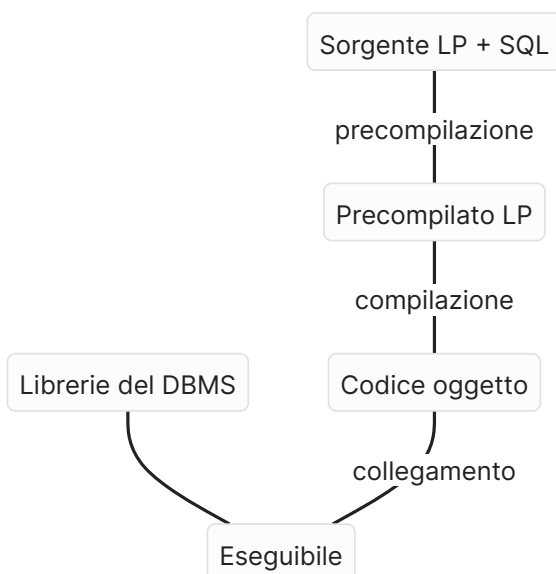 Sorgente LP + SQL
precompilazione
Precompilato LP
compilazione
Librerie del DBMS
Codice oggetto
collegamento
Eseguibile